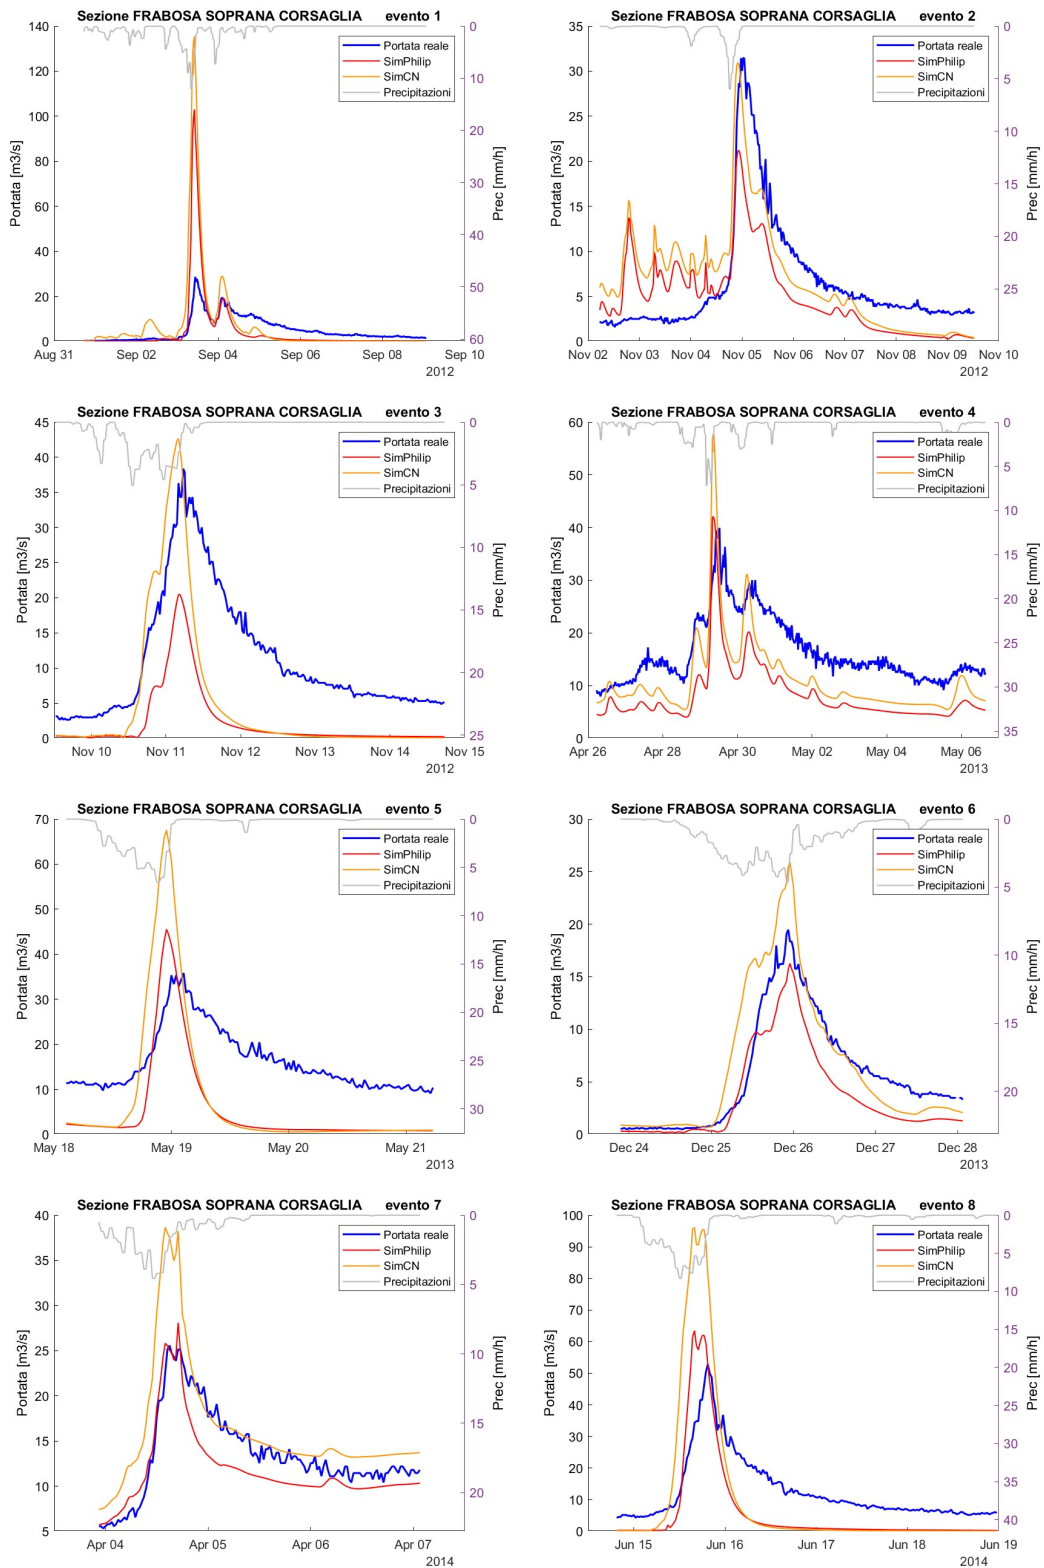 Sezione FRABOSA SOPRANA CORSAGLIA evento 1
Portata [m3/s]
140
120
100
80
60
40
20
0
Portata reale
SimPhilip
SimCN
Precipitazioni
0
10
20
30
40
50
60
Prec [mm/h]
Aug 31 Sep 02 Sep 04 Sep 06 Sep 08 Sep 10
2012
Sezione FRABOSA SOPRANA CORSAGLIA evento 2
Portata [m3/s]
35
30
25
20
15
10
5
0
Portata reale
SimPhilip
SimCN
Precipitazioni
0
5
10
15
20
25
Prec [mm/h]
Nov 02 Nov 03 Nov 04 Nov 05 Nov 06 Nov 07 Nov 08 Nov 09 Nov 10
2012
Sezione FRABOSA SOPRANA CORSAGLIA evento 3
Portata [m3/s]
45
40
35
30
25
20
15
10
5
0
Portata reale
SimPhilip
SimCN
Precipitazioni
0
5
10
15
20
25
Prec [mm/h]
Nov 10 Nov 11 Nov 12 Nov 13 Nov 14 Nov 15
2012
Sezione FRABOSA SOPRANA CORSAGLIA evento 4
Portata [m3/s]
60
50
40
30
20
10
0
Portata reale
SimPhilip
SimCN
Precipitazioni
0
5
10
15
20
25
30
35
Prec [mm/h]
Apr 26 Apr 28 Apr 30 May 02 May 04 May 06
2013
Sezione FRABOSA SOPRANA CORSAGLIA evento 5
Portata [m3/s]
70
60
50
40
30
20
10
0
Portata reale
SimPhilip
SimCN
Precipitazioni
0
5
10
15
20
25
30
Prec [mm/h]
May 18 May 19 May 20 May 21
2013
Sezione FRABOSA SOPRANA CORSAGLIA evento 6
Portata [m3/s]
30
25
20
15
10
5
0
Portata reale
SimPhilip
SimCN
Precipitazioni
0
5
10
15
20
Prec [mm/h]
Dec 24 Dec 25 Dec 26 Dec 27 Dec 28
2013
Sezione FRABOSA SOPRANA CORSAGLIA evento 7
Portata [m3/s]
40
35
30
25
20
15
10
5
Portata reale
SimPhilip
SimCN
Precipitazioni
0
5
10
15
20
Prec [mm/h]
Apr 04 Apr 05 Apr 06 Apr 07
2014
Sezione FRABOSA SOPRANA CORSAGLIA evento 8
Portata [m3/s]
100
90
80
70
60
50
40
30
20
10
0
Portata reale
SimPhilip
SimCN
Precipitazioni
0
5
10
15
20
25
30
35
40
Prec [mm/h]
Jun 15 Jun 16 Jun 17 Jun 18 Jun 19
2014